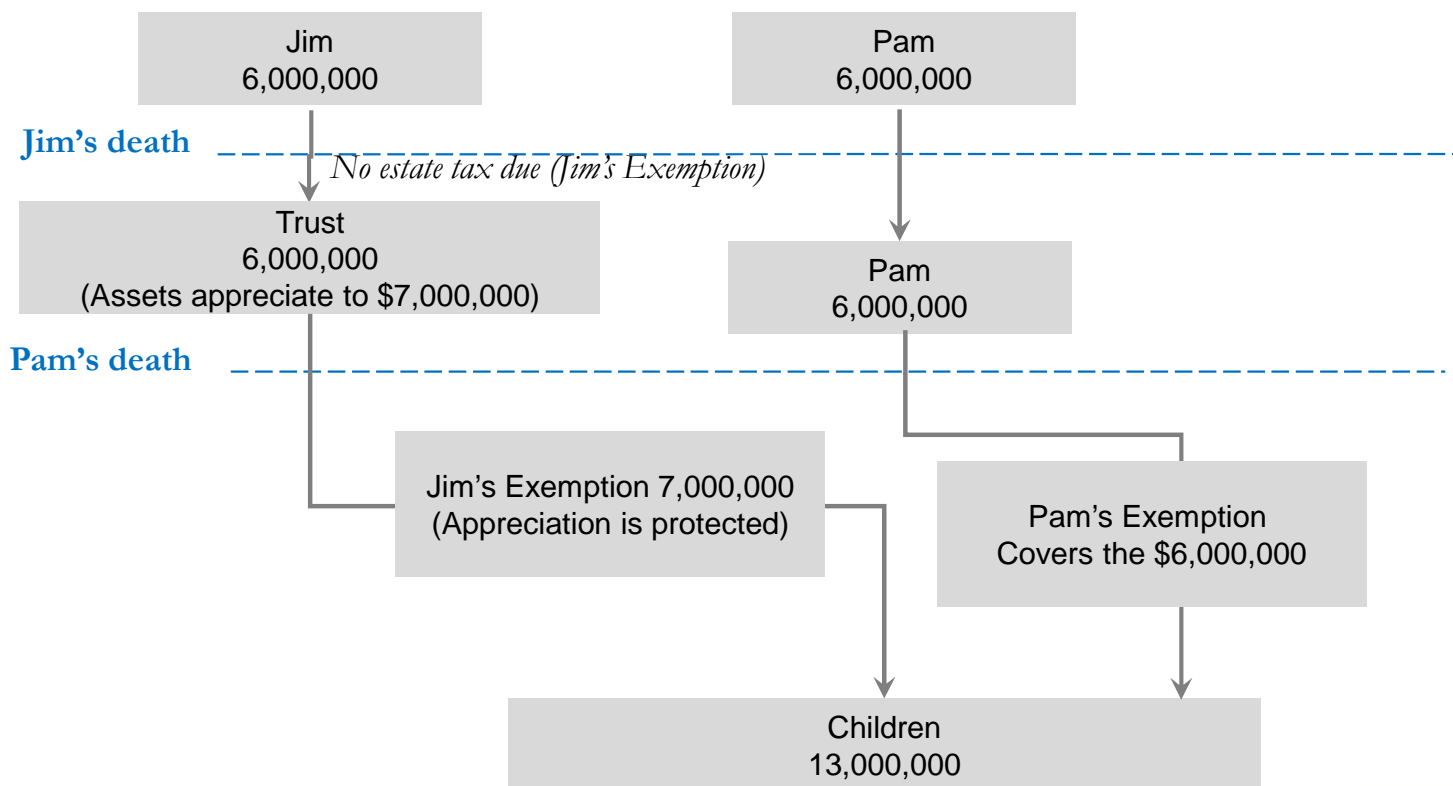 Jim
6,000,000
Pam
6,000,000
Jim’s death
No estate tax due (Jim’s Exemption)
Trust
6,000,000
(Assets appreciate to $7,000,000)
Pam
6,000,000
Pam’s death
Jim’s Exemption 7,000,000
(Appreciation is protected)
Pam’s Exemption
Covers the $6,000,000
Children
13,000,000